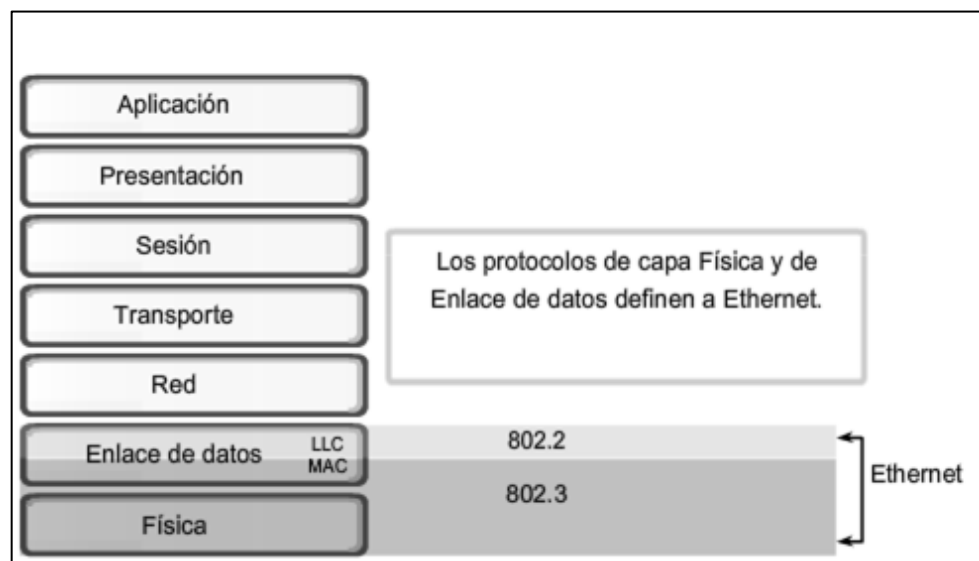 Aplicación
Presentación
Sesión
Transporte
Red
Los protocolos de capa Física y de
Enlace de datos definen a Ethernet.
Enlace de datos
LLC
MAC
802.2
802.3
Ethernet
Física